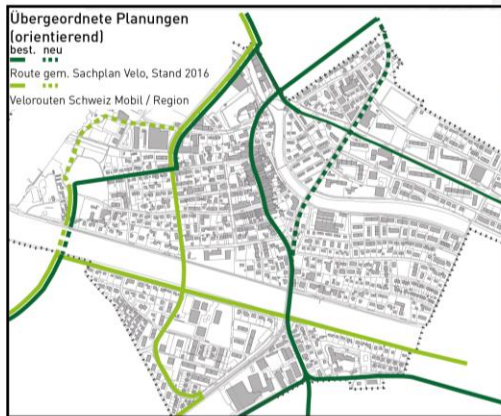 Übergeordnete Planungen
(orientierend)
best. neu
Route gem. Sachplan Velo, Stand 2016
Velorouten Schweiz Mobil / Region